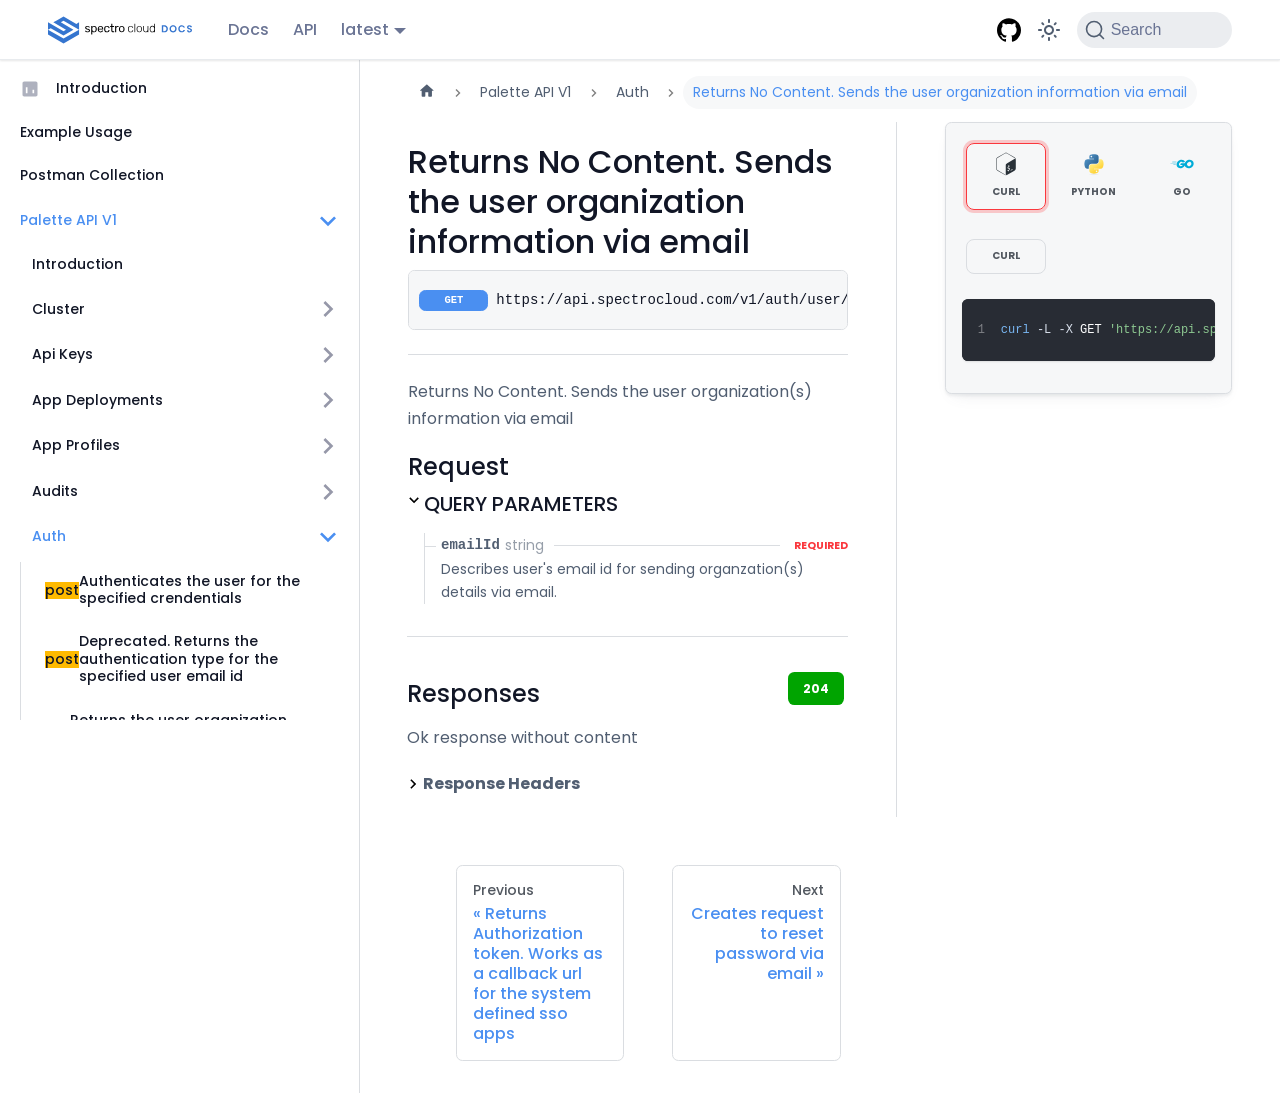 spectro cloud DOCS
Docs
API
latest
Search
Introduction
Example Usage
Postman Collection
Palette API V1
Introduction
Cluster
Api Keys
App Deployments
App Profiles
Audits
Auth
post
Authenticates the user for the
specified crendentials
post
Deprecated. Returns the
authentication type for the
specified user email id
Returns the user organization
Palette API V1
Auth
Returns No Content. Sends the user organization information via email
Returns No Content. Sends
the user organization
information via email
GET
https://api.spectrocloud.com/v1/auth/user/
Returns No Content. Sends the user organization(s)
information via email
Request
QUERY PARAMETERS
emailId string
REQUIRED
Describes user's email id for sending organzation(s)
details via email.
Responses
204
Ok response without content
Response Headers
Previous
« Returns
Authorization
token. Works as
a callback url
for the system
defined sso
apps
Next
Creates request
to reset
password via
email »
CURL
PYTHON
GO
CURL
1 curl -L -X GET 'https://api.sp